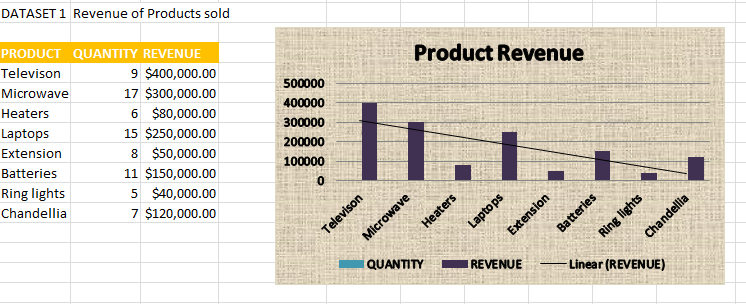 DATASET 1 Revenue of Products sold
PRODUCT QUANTITY REVENUE
Televison 9 $400,000.00
Microwave 17 $300,000.00
Heaters 6 $80,000.00
Laptops 15 $250,000.00
Extension 8 $50,000.00
Batteries 11 $150,000.00
Ring lights 5 $40,000.00
Chandellia 7 $120,000.00
Product Revenue
500000
400000
300000
200000
100000
0
Televison Microwave Heaters Laptops Extension Batteries Ring lights Chandellia
QUANTITY REVENUE Linear (REVENUE)